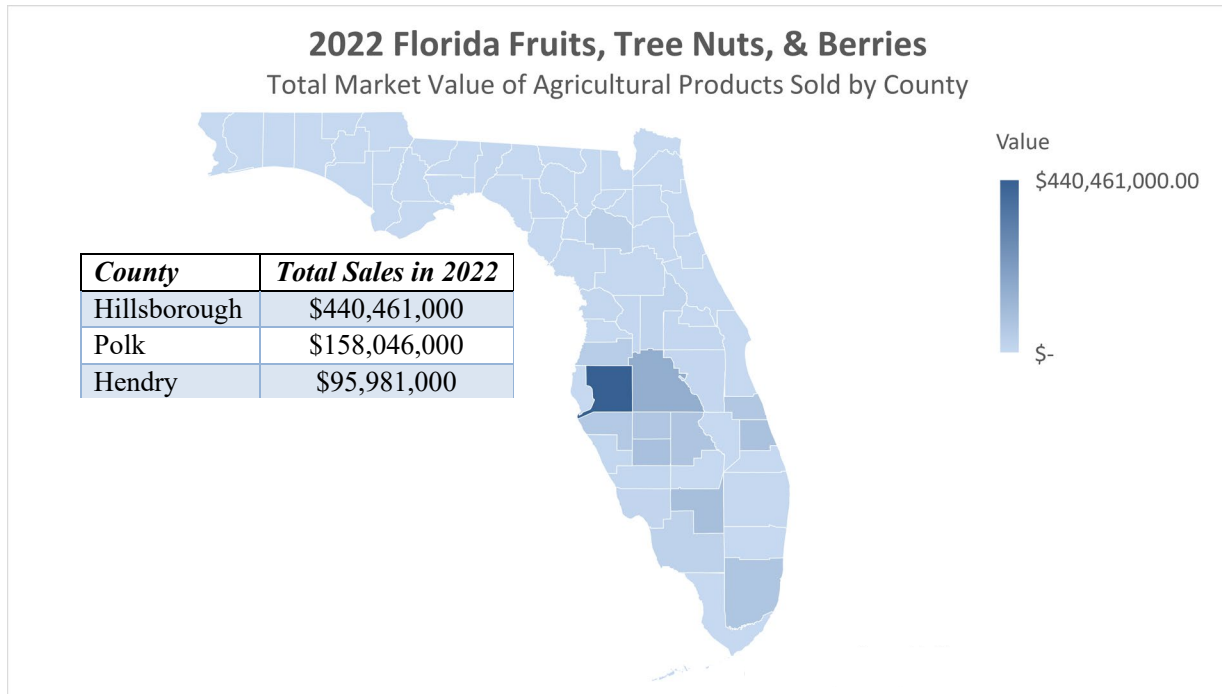 2022 Florida Fruits, Tree Nuts, & Berries
Total Market Value of Agricultural Products Sold by County
Value
$440,461,000.00
$-
County Total Sales in 2022
Hillsborough $440,461,000
Polk $158,046,000
Hendry $95,981,000